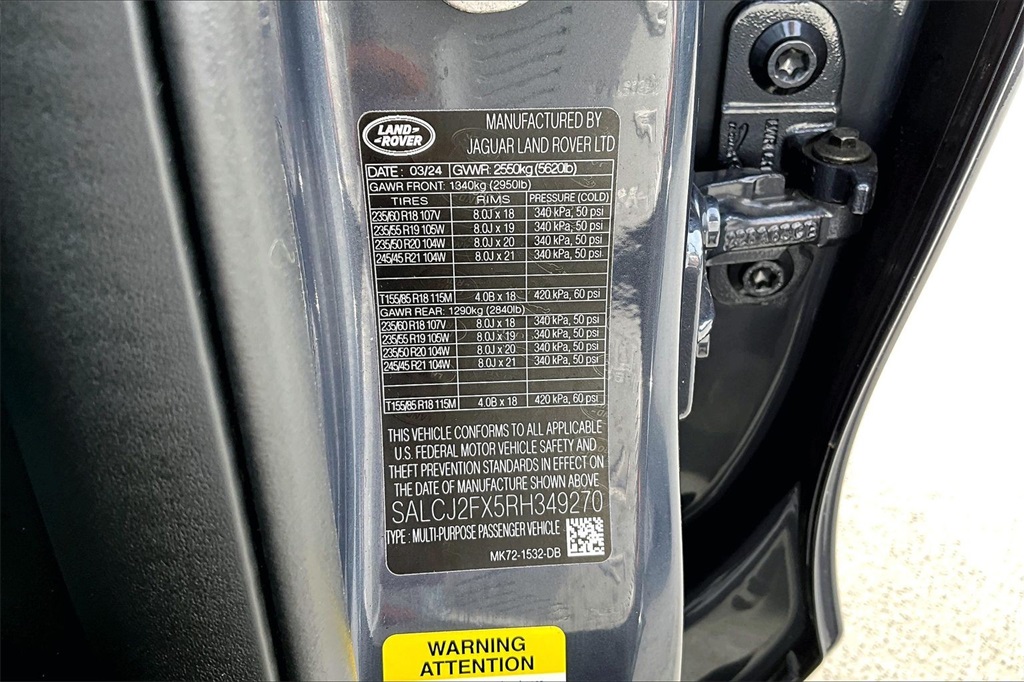 LAND
ROVER
MANUFACTURED BY
JAGUAR LAND ROVER LTD
DATE : 03/24 GVWR: 2550kg (5620lb)
GAWR FRONT: 1340kg (2950lb)
TIRES RIMS PRESSURE (COLD)
235/60 R18 107V 8.0J x 18 340 kPa, 50 psi
235/55 R19 105W 8.0J x 19 340 kPa, 50 psi
235/50 R20 104W 8.0J x 20 340 kPa, 50 psi
245/45 R21 104W 8.0J x 21 340 kPa, 50 psi
T155/85 R18 115M 4.0B x 18 420 kPa, 60 psi
GAWR REAR: 1290kg (2840lb)
235/60 R18 107V 8.0J x 18 340 kPa, 50 psi
235/55 R19 105W 8.0J x 19 340 kPa, 50 psi
235/50 R20 104W 8.0J x 20 340 kPa, 50 psi
245/45 R21 104W 8.0J x 21 340 kPa, 50 psi
T155/85 R18 115M 4.0B x 18 420 kPa, 60 psi
THIS VEHICLE CONFORMS TO ALL APPLICABLE
U.S. FEDERAL MOTOR VEHICLE SAFETY AND
THEFT PREVENTION STANDARDS IN EFFECT ON
THE DATE OF MANUFACTURE SHOWN ABOVE
SALCJ2FX5RH349270
TYPE : MULTI-PURPOSE PASSENGER VEHICLE
MK72-1532-DB
WARNING
ATTENTION